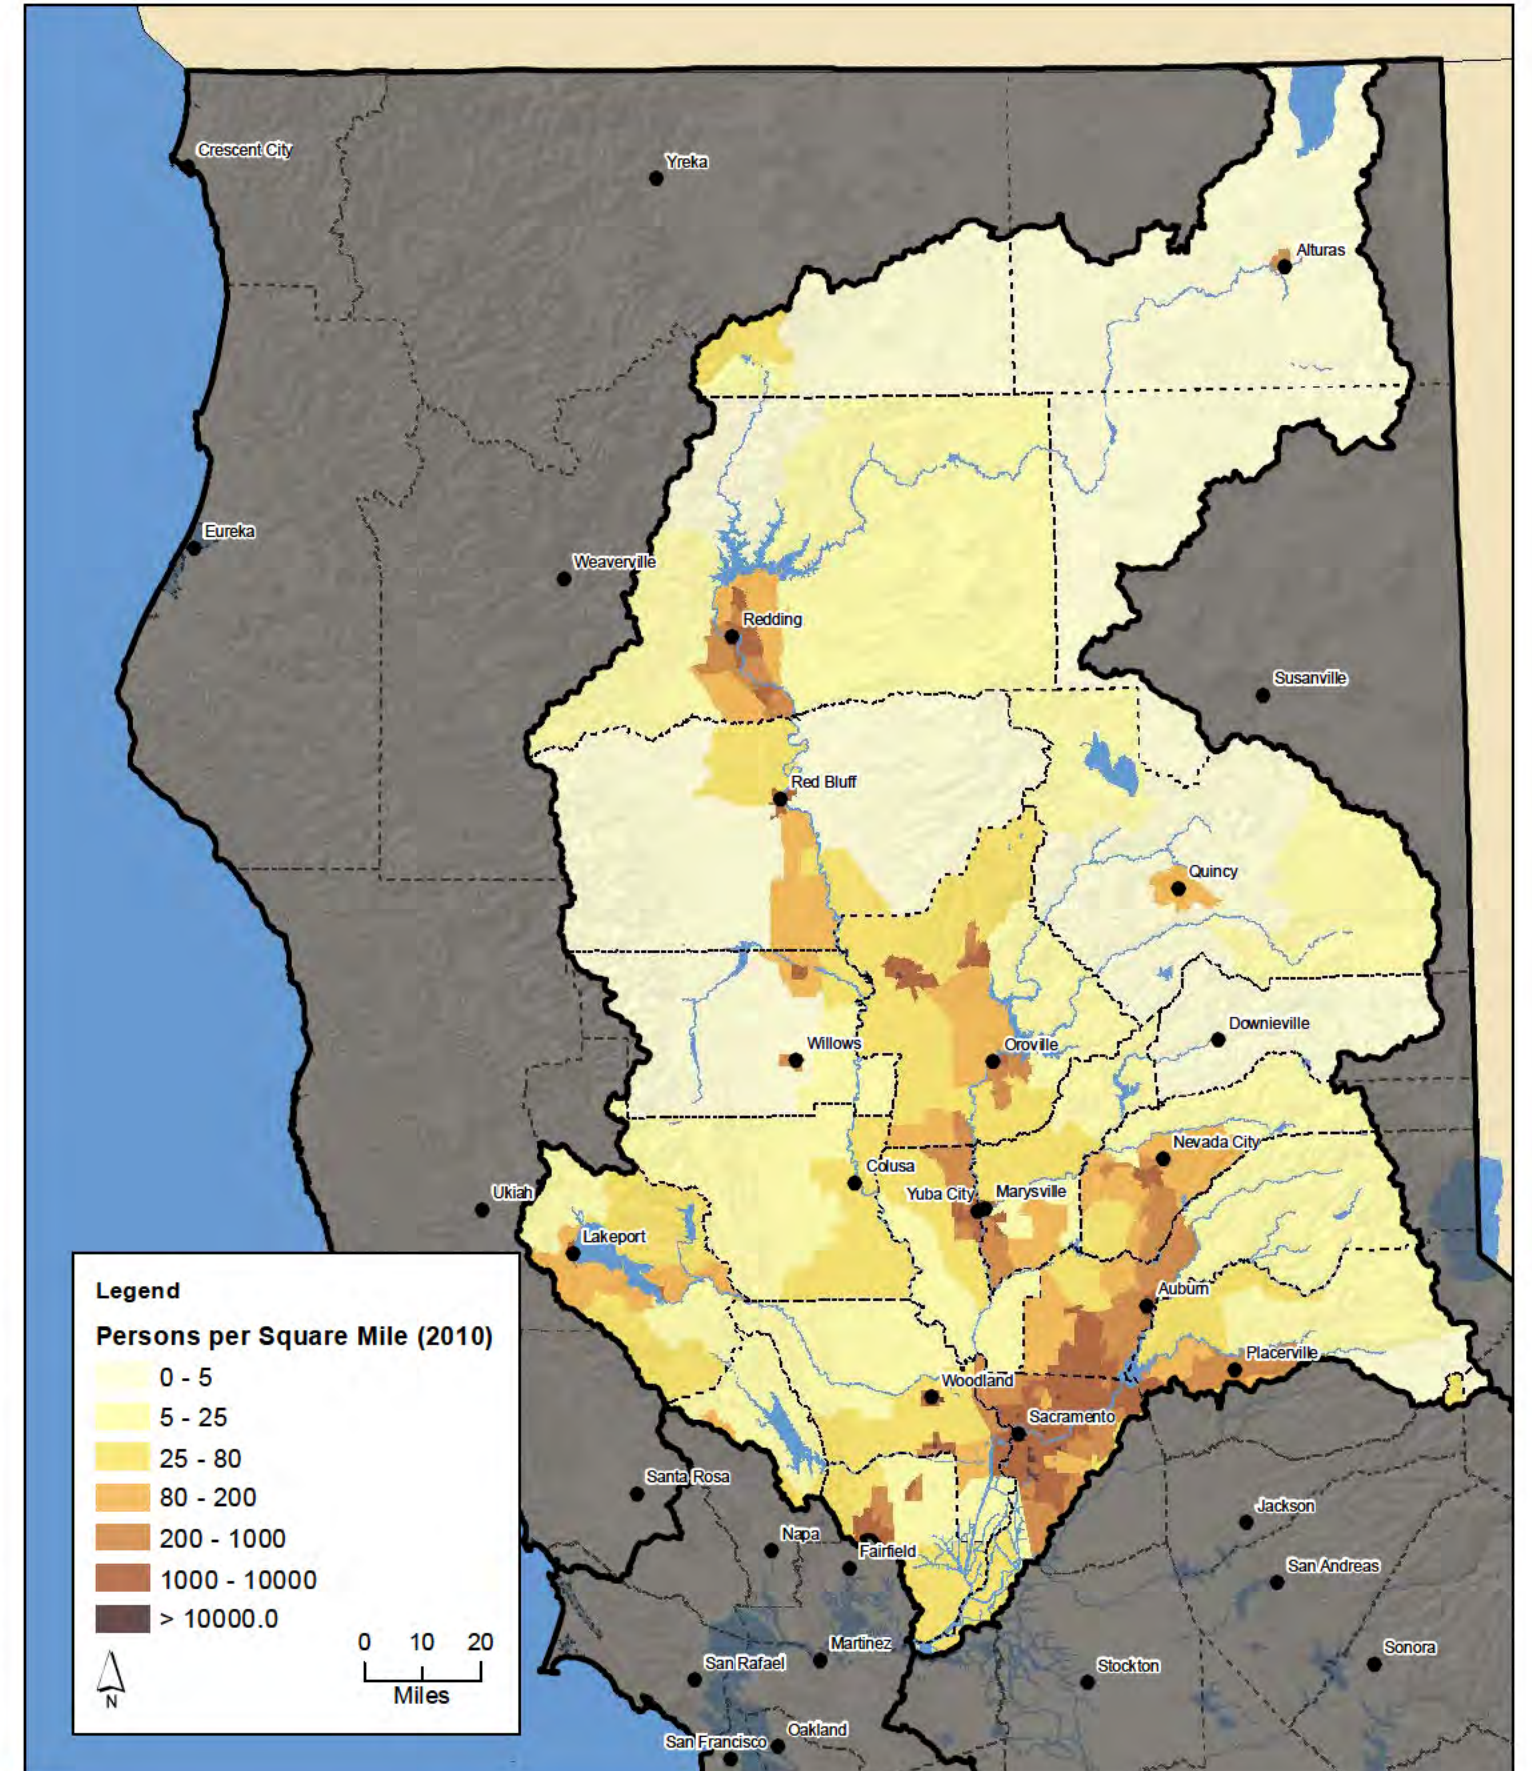 Crescent City
Yreka
Alturas
Eureka
Weaverville
Redding
Susanville
Red Bluff
Quincy
Downieville
Willows
Oroville
Nevada City
Colusa
Ukiah
Yuba City
Marysville
Lakeport
Auburn
Placerville
Woodland
Sacramento
Santa Rosa
Jackson
Napa
Fairfield
San Andreas
Martinez
Sonora
San Rafael
Stockton
Oakland
San Francisco
Legend
Persons per Square Mile (2010)
0 - 5
5 - 25
25 - 80
80 - 200
200 - 1000
1000 - 10000
> 10000.0
0 10 20
Miles
N